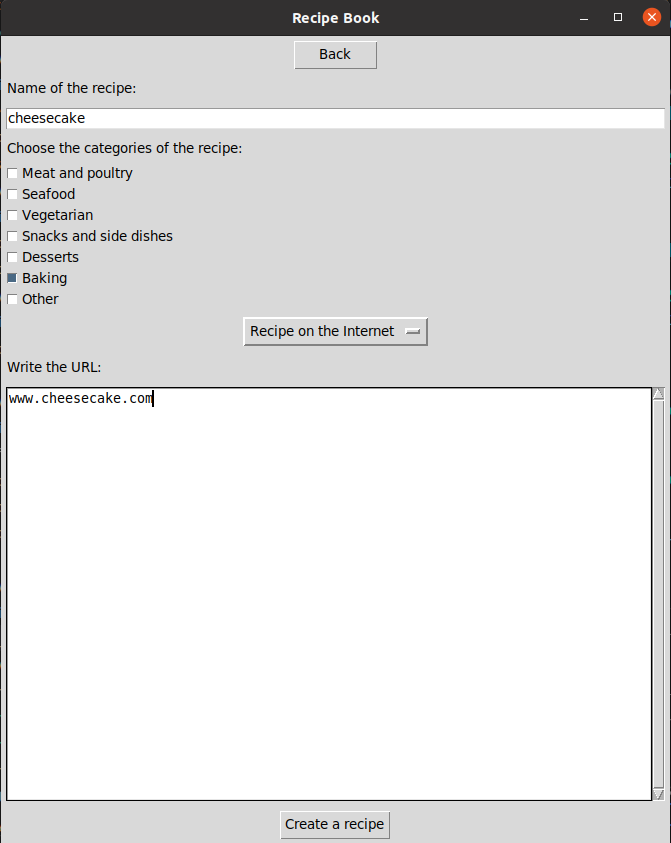 Recipe Book
Back
Name of the recipe:
cheesecake
Choose the categories of the recipe:
Meat and poultry
Seafood
Vegetarian
Snacks and side dishes
Desserts
Baking
Other
Recipe on the Internet
Write the URL:
www.cheesecake.com
Create a recipe